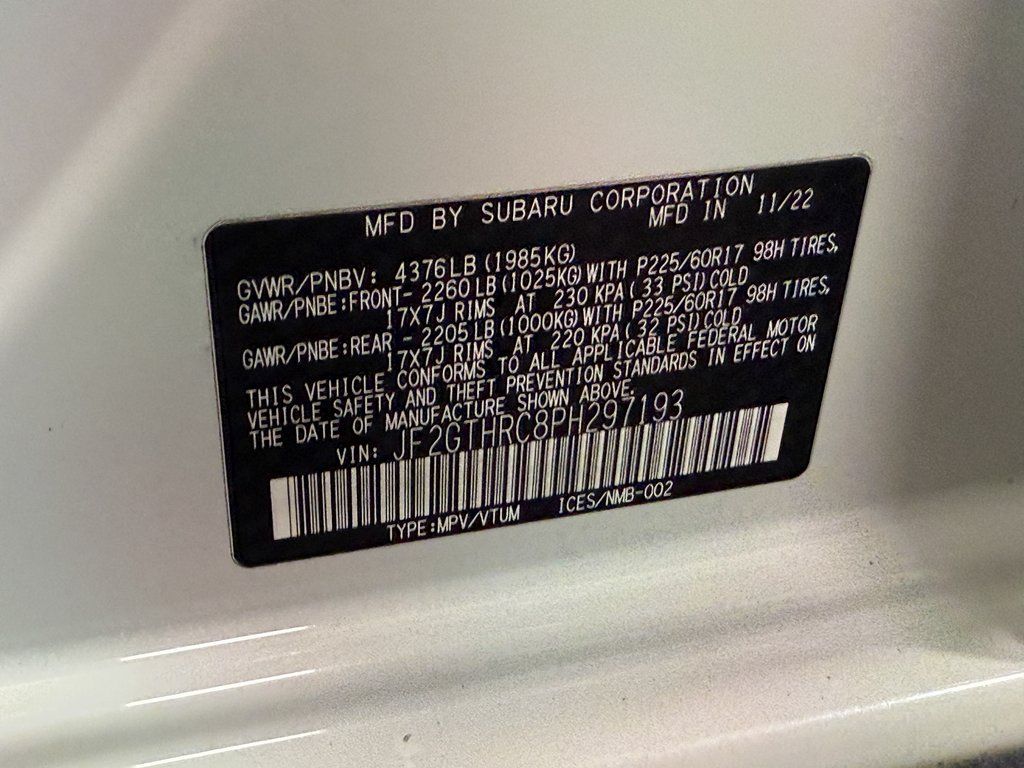 MFD BY SUBARU CORPORATION
MFD IN 11/22
GVWR/PNBV: 4376LB (1985KG)
GAWR/PNBE:FRONT- 2260LB (1025KG) WITH P225/60R17 98H TIRES,
17X7J RIMS AT 230 KPA ( 33 PSI) COLD
GAWR/PNBE:REAR - 2205LB (1000KG) WITH P225/60R17 98H TIRES,
17X7J RIMS AT 220 KPA ( 32 PSI) COLD
THIS VEHICLE CONFORMS TO ALL APPLICABLE FEDERAL MOTOR
VEHICLE SAFETY AND THEFT PREVENTION STANDARDS IN EFFECT ON
THE DATE OF MANUFACTURE SHOWN ABOVE.
VIN: JF2GTHRC8PH297193
TYPE:MPV/VTUM ICES/NMB-002